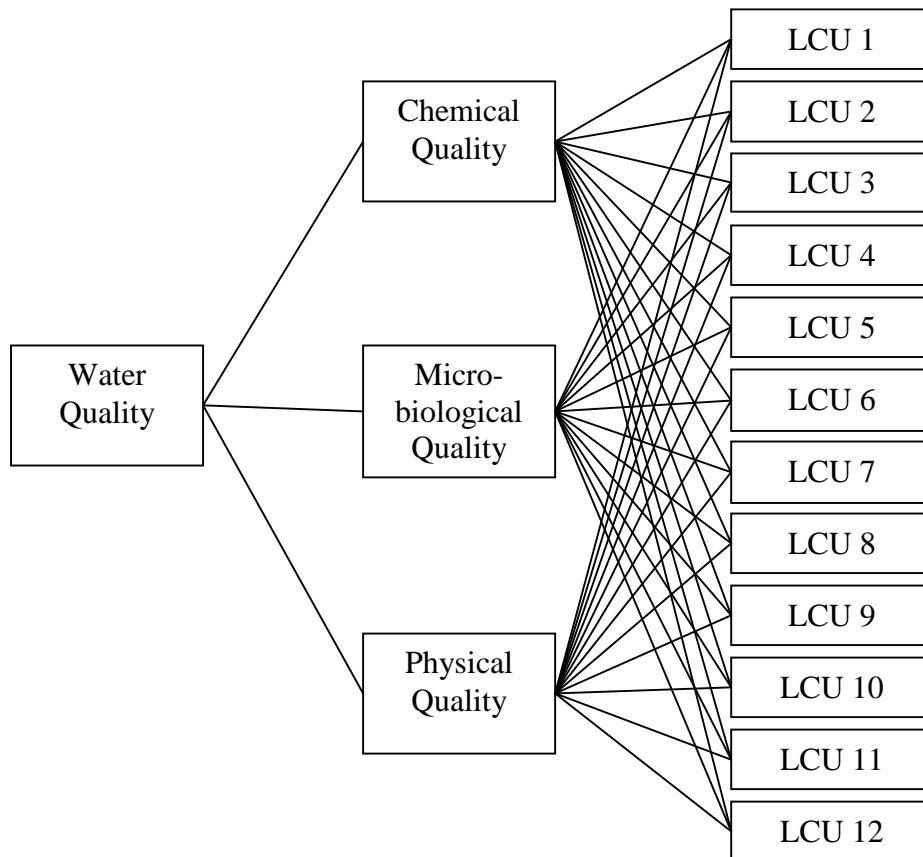 Water
Quality
Chemical
Quality
Micro-
biological
Quality
Physical
Quality
LCU 1
LCU 2
LCU 3
LCU 4
LCU 5
LCU 6
LCU 7
LCU 8
LCU 9
LCU 10
LCU 11
LCU 12